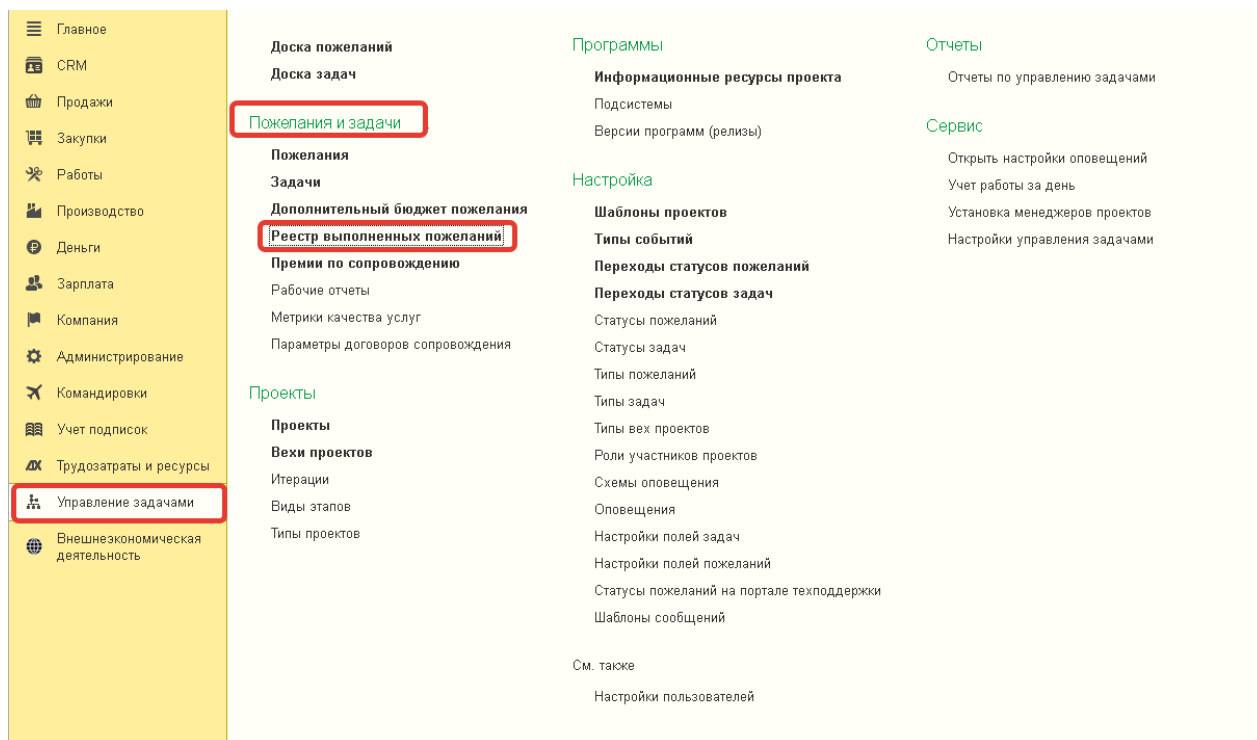 Главное
CRM
Продажи
Закупки
Работы
Производство
Деньги
Зарплата
Компания
Администрирование
Командировки
Учет подписок
Трудозатраты и ресурсы
Управление задачами
Внешнеэкономическая
деятельность
Доска пожеланий
Доска задач
Пожелания и задачи
Пожелания
Задачи
Дополнительный бюджет пожелания
Реестр выполненных пожеланий
Премии по сопровождению
Рабочие отчеты
Метрики качества услуг
Параметры договоров сопровождения
Проекты
Проекты
Вехи проектов
Итерации
Виды этапов
Типы проектов
Программы
Информационные ресурсы проекта
Подсистемы
Версии программ (релизы)
Настройка
Шаблоны проектов
Типы событий
Переходы статусов пожеланий
Переходы статусов задач
Статусы пожеланий
Статусы задач
Типы пожеланий
Типы задач
Типы вех проектов
Роли участников проектов
Схемы оповещения
Оповещения
Настройки полей задач
Настройки полей пожеланий
Статусы пожеланий на портале техподдержки
Шаблоны сообщений
См. также
Настройки пользователей
Отчеты
Отчеты по управлению задачами
Сервис
Открыть настройки оповещений
Учет работы за день
Установка менеджеров проектов
Настройки управления задачами